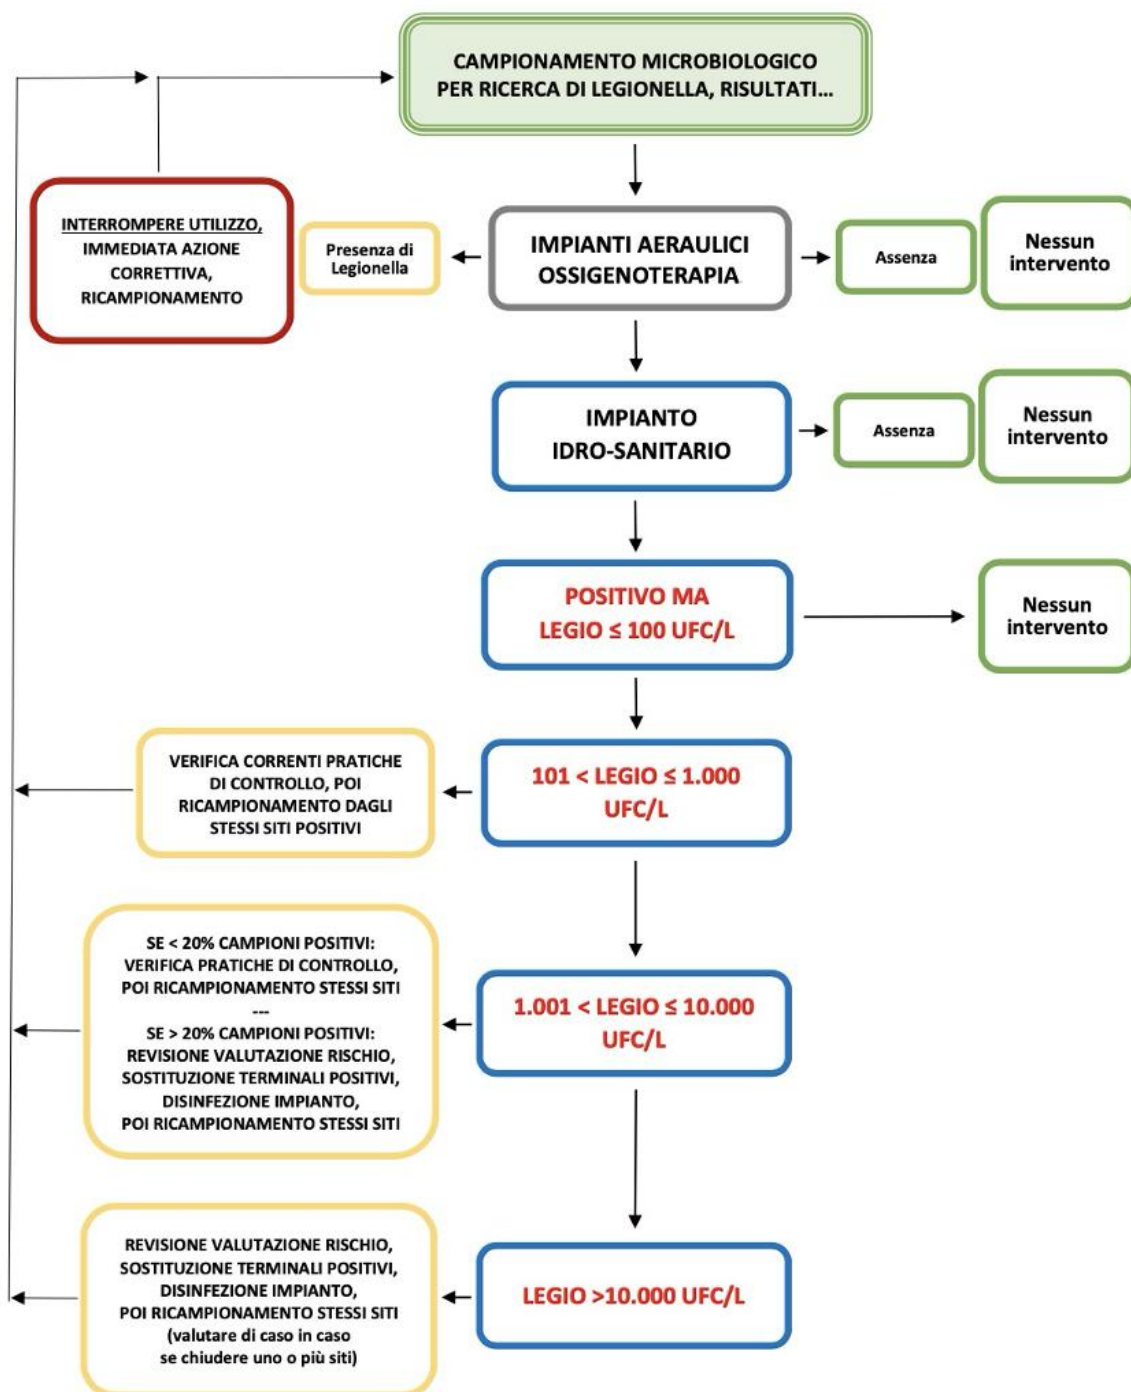 CAMPIONAMENTO MICROBIOLOGICO
PER RICERCA DI LEGIONELLA, RISULTATI...
INTERROMPERE UTILIZZO,
IMMEDIATA AZIONE
CORRETTIVA,
RICAMPIONAMENTO
Presenza di
Legionella
IMPIANTI AERAULICI
OSSIGENOTERAPIA
Assenza
Nessun
intervento
IMPIANTO
IDRO-SANITARIO
Assenza
Nessun
intervento
POSITIVO MA
LEGIO ≤ 100 UFC/L
Nessun
intervento
VERIFICA CORRENTI PRATICHE
DI CONTROLLO, POI
RICAMPIONAMENTO DAGLI
STESSI SITI POSITIVI
101 < LEGIO ≤ 1.000
UFC/L
SE < 20% CAMPIONI POSITIVI:
VERIFICA PRATICHE DI CONTROLLO,
POI RICAMPIONAMENTO STESSI SITI
---
SE > 20% CAMPIONI POSITIVI:
REVISIONE VALUTAZIONE RISCHIO,
SOSTITUZIONE TERMINALI POSITIVI,
DISINFEZIONE IMPIANTO,
POI RICAMPIONAMENTO STESSI SITI
1.001 < LEGIO ≤ 10.000
UFC/L
REVISIONE VALUTAZIONE RISCHIO,
SOSTITUZIONE TERMINALI POSITIVI,
DISINFEZIONE IMPIANTO,
POI RICAMPIONAMENTO STESSI SITI
(valutare di caso in caso
se chiudere uno o più siti)
LEGIO >10.000 UFC/L